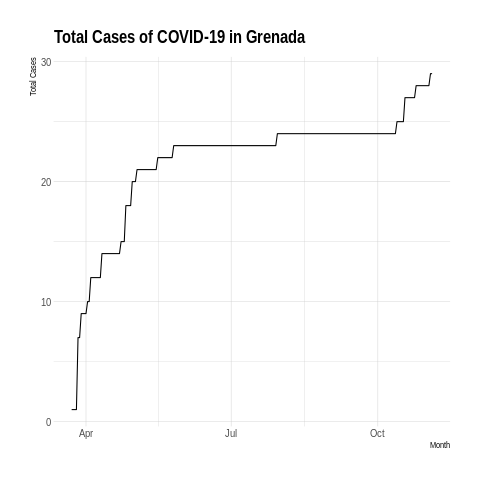 Total Cases of COVID-19 in Grenada
Total Cases
30
20
10
0
Apr
Jul
Oct
Month